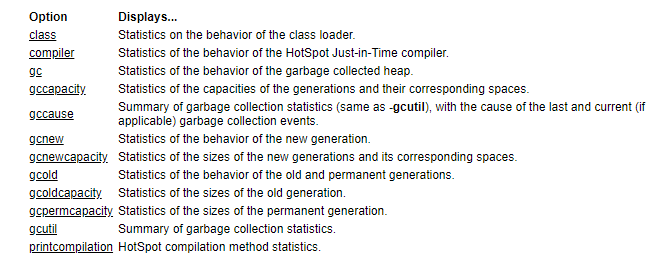 Option Displays...
class Statistics on the behavior of the class loader.
compiler Statistics of the behavior of the HotSpot Just-in-Time compiler.
gc Statistics of the behavior of the garbage collected heap.
gccapacity Statistics of the capacities of the generations and their corresponding spaces.
gccause Summary of garbage collection statistics (same as -gcutil), with the cause of the last and current (if
applicable) garbage collection events.
gcnew Statistics of the behavior of the new generation.
gcnewcapacity Statistics of the sizes of the new generations and its corresponding spaces.
gcold Statistics of the behavior of the old and permanent generations.
gcoldcapacity Statistics of the sizes of the old generation.
gcpermcapacity Statistics of the sizes of the permanent generation.
gcutil Summary of garbage collection statistics.
printcompilation HotSpot compilation method statistics.